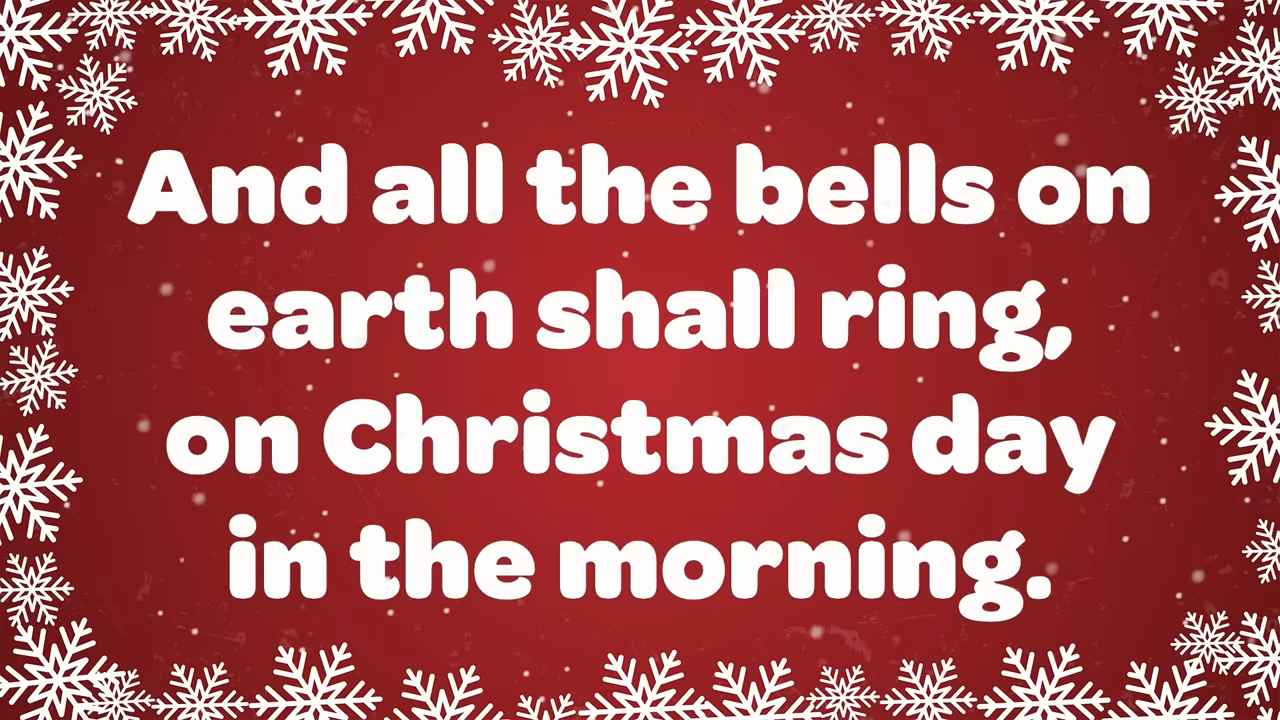 And all the bells on
earth shall ring,
on Christmas day
in the morning.